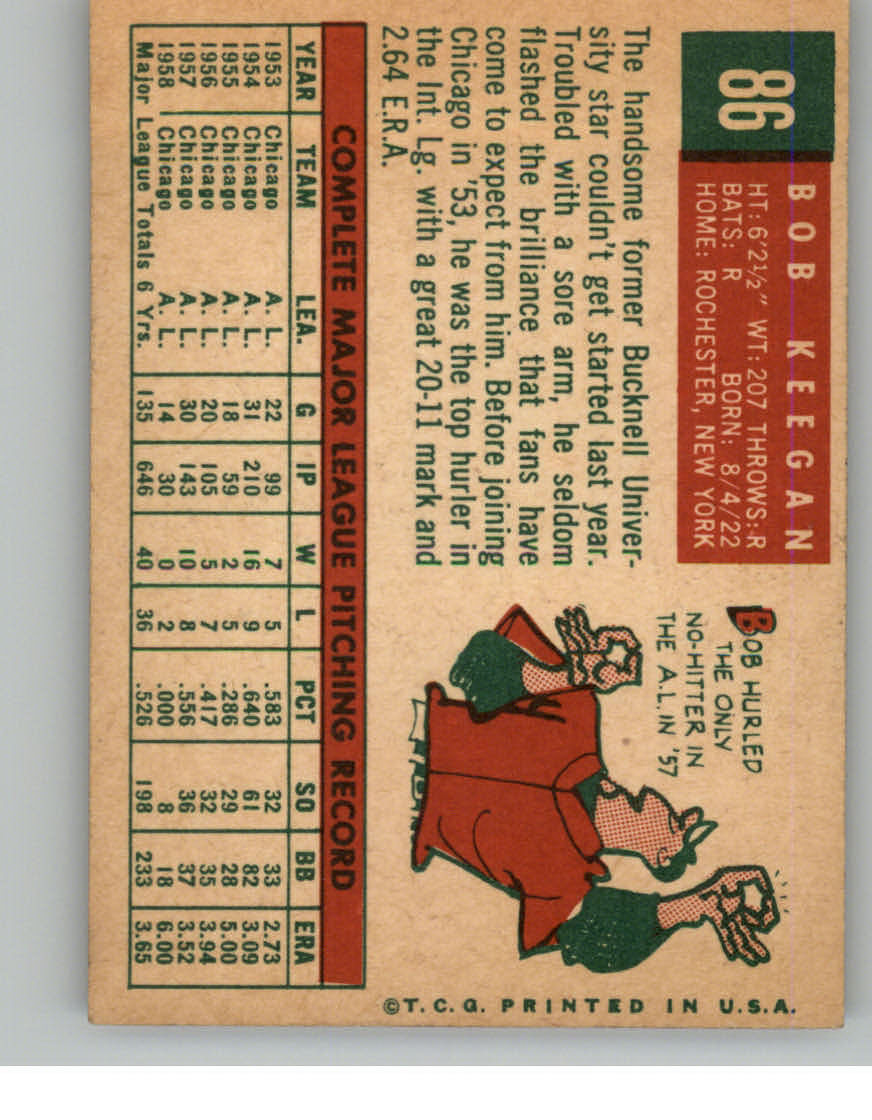 86
BOB KEEGAN
HT: 6'2½" WT: 207 THROWS: R
BATS: R BORN: 8/4/22
HOME: ROCHESTER, NEW YORK
The handsome former Bucknell Univer-
sity star couldn't get started last year.
Troubled with a sore arm, he seldom
flashed the brilliance that fans have
come to expect from him. Before joining
Chicago in '53, he was the top hurler in
the Int. Lg. with a great 20-11 mark and
2.64 E.R.A.
BOB HURLED
THE ONLY
NO-HITTER IN
THE A.L. IN '57
COMPLETE MAJOR LEAGUE PITCHING RECORD
YEAR TEAM LEA. G IP W L PCT SO BB ERA
1953 Chicago A. L. 22 99 7 5 .583 32 33 2.73
1954 Chicago A. L. 31 210 16 9 .640 61 82 3.09
1955 Chicago A. L. 18 59 2 5 .286 29 28 5.00
1956 Chicago A. L. 20 105 5 7 .417 32 35 3.94
1957 Chicago A. L. 30 143 10 8 .556 36 37 3.52
1958 Chicago A. L. 14 30 0 2 .000 8 18 6.00
Major League Totals 6 Yrs. 135 646 40 36 .526 198 233 3.65
©T.C.G. PRINTED IN U.S.A.